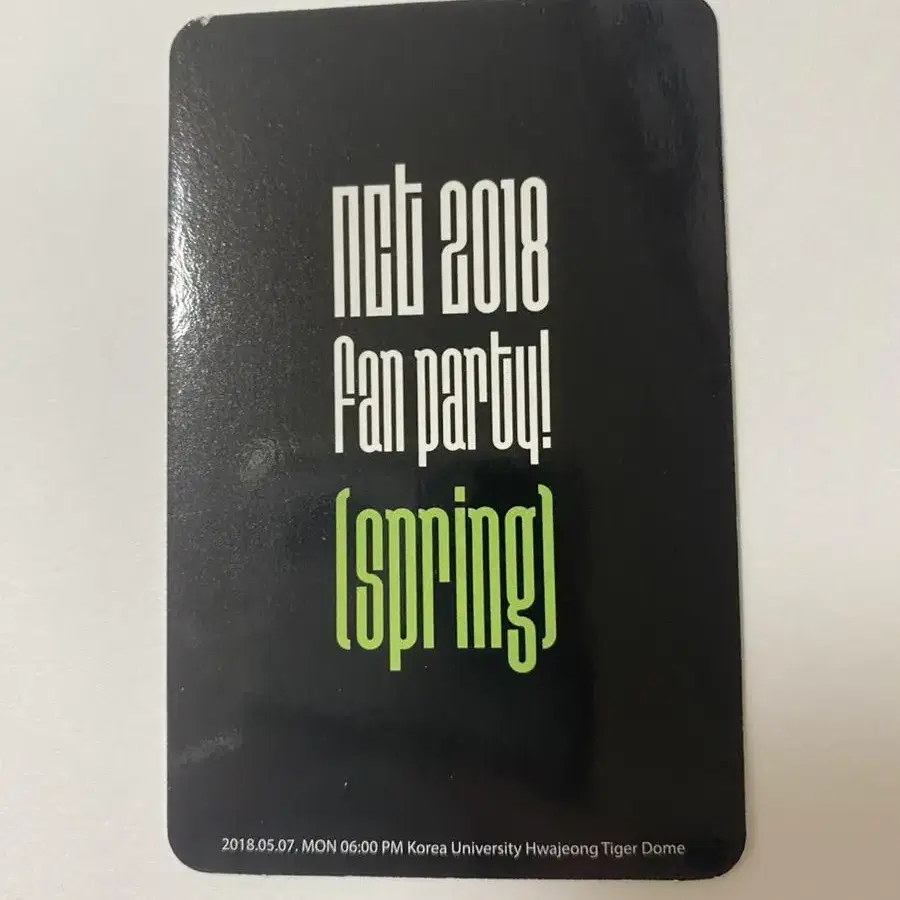 nct 2018
fan party!
(spring)
2018.05.07. MON 06:00 PM Korea University Hwajeong Tiger Dome